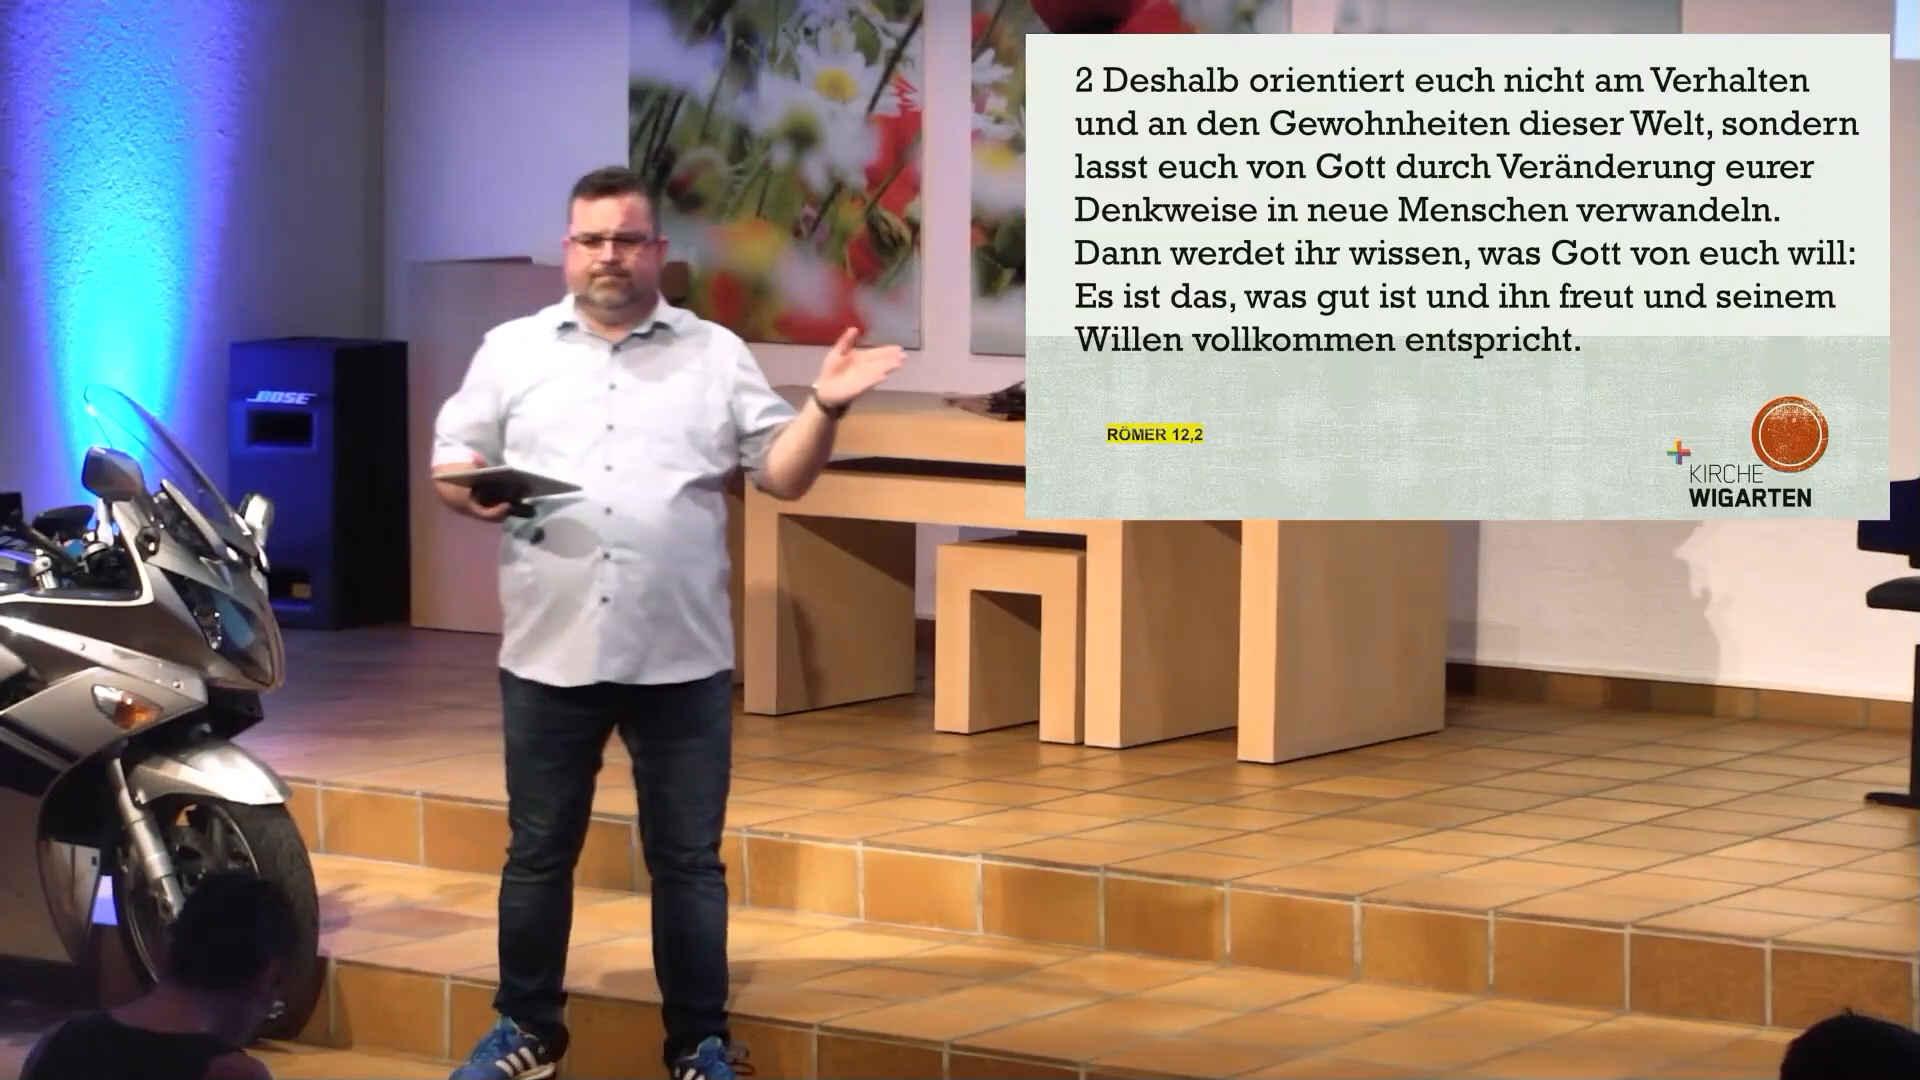 BOSE
2 Deshalb orientiert euch nicht am Verhalten
und an den Gewohnheiten dieser Welt, sondern
lasst euch von Gott durch Veränderung eurer
Denkweise in neue Menschen verwandeln.
Dann werdet ihr wissen, was Gott von euch will:
Es ist das, was gut ist und ihn freut und seinem
Willen vollkommen entspricht.
RÖMER 12,2
KIRCHE
WIGARTEN